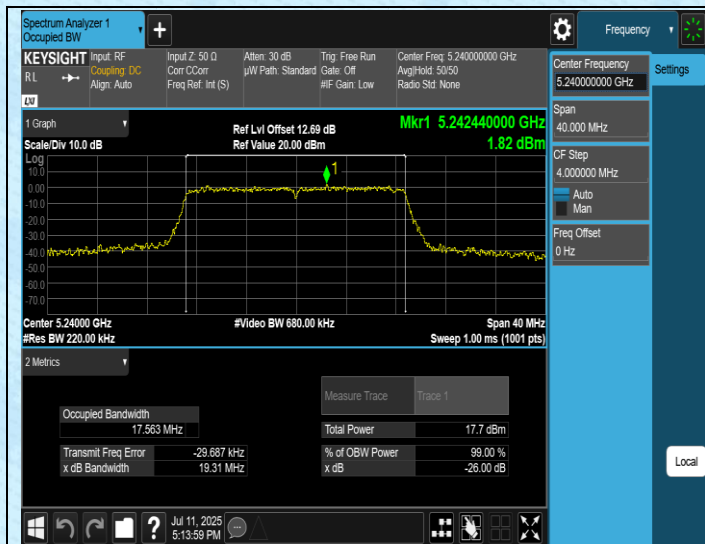 Spectrum Analyzer 1
Occupied BW
+
Frequency
KEYSIGHT
R L
LXI
Input: RF
Coupling: DC
Align: Auto
Input Z: 50 Ω
Corr CCorr
Freq Ref: Int (S)
Atten: 30 dB
µW Path: Standard
Trig: Free Run
Gate: Off
#IF Gain: Low
Center Freq: 5.240000000 GHz
Avg|Hold: 50/50
Radio Std: None
Center Frequency
5.240000000 GHz
Settings
Span
40.000 MHz
CF Step
4.000000 MHz
Auto
Man
Freq Offset
0 Hz
Local
1 Graph
Scale/Div 10.0 dB
Ref Lvl Offset 12.69 dB
Ref Value 20.00 dBm
Mkr1 5.242440000 GHz
1.82 dBm
Log
10.0
0.00
-10.0
-20.0
-30.0
-40.0
-50.0
-60.0
-70.0
1
Center 5.24000 GHz
#Res BW 220.00 kHz
#Video BW 680.00 kHz
Span 40 MHz
Sweep 1.00 ms (1001 pts)
2 Metrics
Measure Trace
Trace 1
Occupied Bandwidth
17.563 MHz
Total Power
17.7 dBm
Transmit Freq Error
-29.687 kHz
% of OBW Power
99.00 %
x dB Bandwidth
19.31 MHz
x dB
-26.00 dB
?
Jul 11, 2025
5:13:59 PM